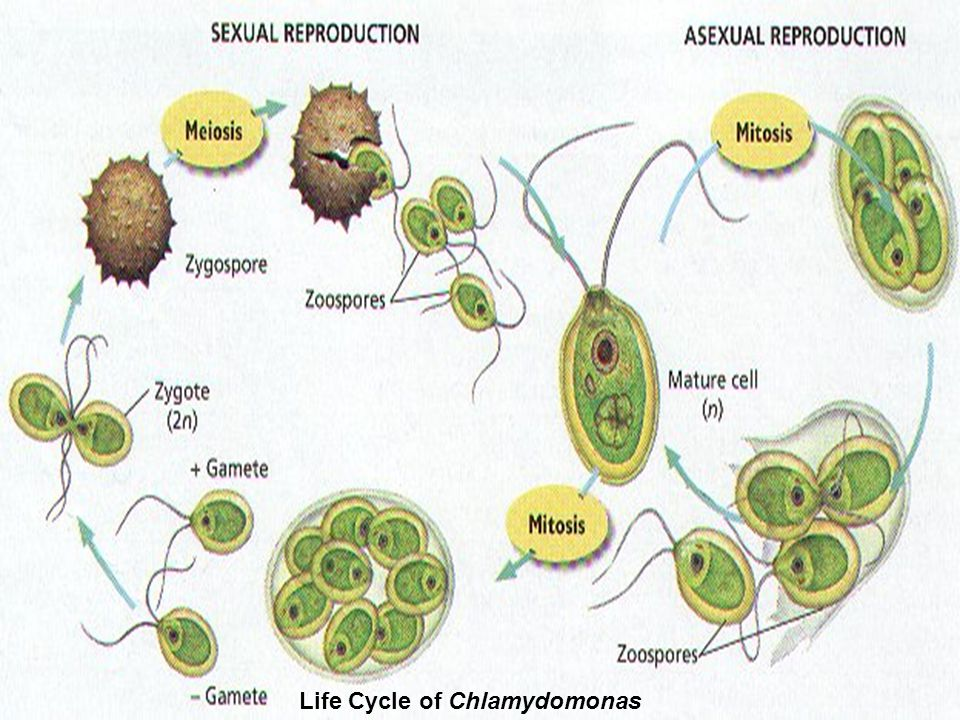 SEXUAL REPRODUCTION
ASEXUAL REPRODUCTION
Meiosis
Mitosis
Zygospore
Zoospores
Mature cell
(n)
Zygote
(2n)
+ Gamete
Mitosis
Zoospores
– Gamete
Life Cycle of Chlamydomonas